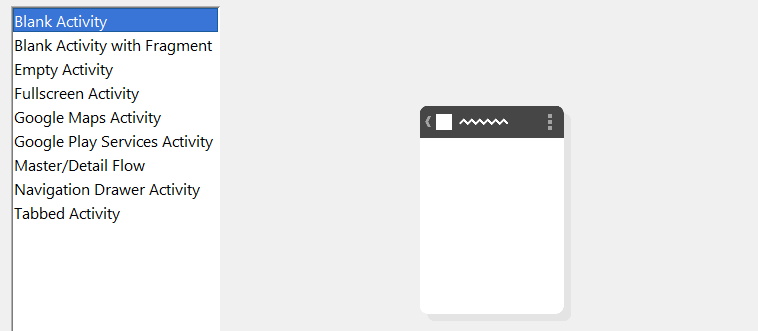 Blank Activity
Blank Activity with Fragment
Empty Activity
Fullscreen Activity
Google Maps Activity
Google Play Services Activity
Master/Detail Flow
Navigation Drawer Activity
Tabbed Activity